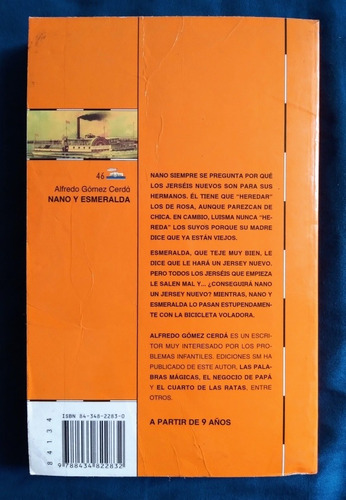 46
Alfredo Gómez Cerdá
NANO Y ESMERALDA
NANO SIEMPRE SE PREGUNTA POR QUÉ
LOS JERSÉIS NUEVOS SON PARA SUS
HERMANOS. ÉL TIENE QUE "HEREDAR"
LOS DE ROSA, AUNQUE PAREZCAN DE
CHICA. EN CAMBIO, LUISMA NUNCA "HE-
REDA" LOS SUYOS PORQUE SU MADRE
DICE QUE YA ESTÁN VIEJOS.
ESMERALDA, QUE TEJE MUY BIEN, LE
DICE QUE LE HARÁ UN JERSEY NUEVO.
PERO TODOS LOS JERSÉIS QUE EMPIEZA
LE SALEN MAL Y... ¿CONSEGUIRÁ NANO
UN JERSEY NUEVO? MIENTRAS, NANO Y
ESMERALDA LO PASAN ESTUPENDAMEN-
TE CON LA BICICLETA VOLADORA.
ALFREDO GÓMEZ CERDÁ ES UN ESCRI-
TOR MUY INTERESADO POR LOS PRO-
BLEMAS INFANTILES. EDICIONES SM HA
PUBLICADO DE ESTE AUTOR, LAS PALA-
BRAS MÁGICAS, EL NEGOCIO DE PAPÁ
Y EL CUARTO DE LAS RATAS, ENTRE
OTROS.
A PARTIR DE 9 AÑOS
ISBN 84-348-2283-0
84134
9788434822832